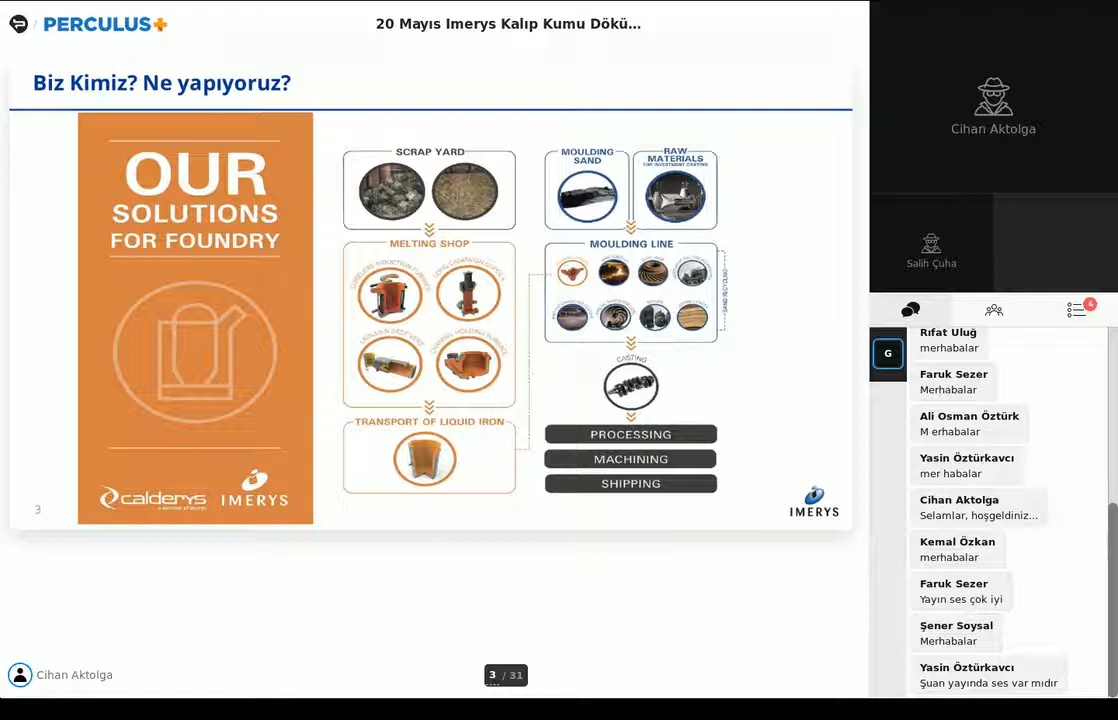 PERCULUS+
20 Mayıs Imerys Kalıp Kumu Dökü...
Biz Kimiz? Ne yapıyoruz?
OUR
SOLUTIONS
FOR FOUNDRY
calderys
IMERYS
3
SCRAP YARD
MELTING SHOP
TRANSPORT OF LIQUID IRON
MOULDING
SAND
RAW
MATERIALS
FOR INVESTMENT CASTING
MOULDING LINE
SAND RECYCLING
CASTING
PROCESSING
MACHINING
SHIPPING
IMERYS
Cihan Aktolga
3 / 31
Cihan Aktolga
Salih Çuha
6
G
Rıfat Uluğ
merhabalar
Faruk Sezer
Merhabalar
Ali Osman Öztürk
M erhabalar
Yasin Öztürkavcı
mer habalar
Cihan Aktolga
Selamlar, hoşgeldiniz...
Kemal Özkan
merhabalar
Faruk Sezer
Yayın ses çok iyi
Şener Soysal
Merhabalar
Yasin Öztürkavcı
Şuan yayında ses var mıdır